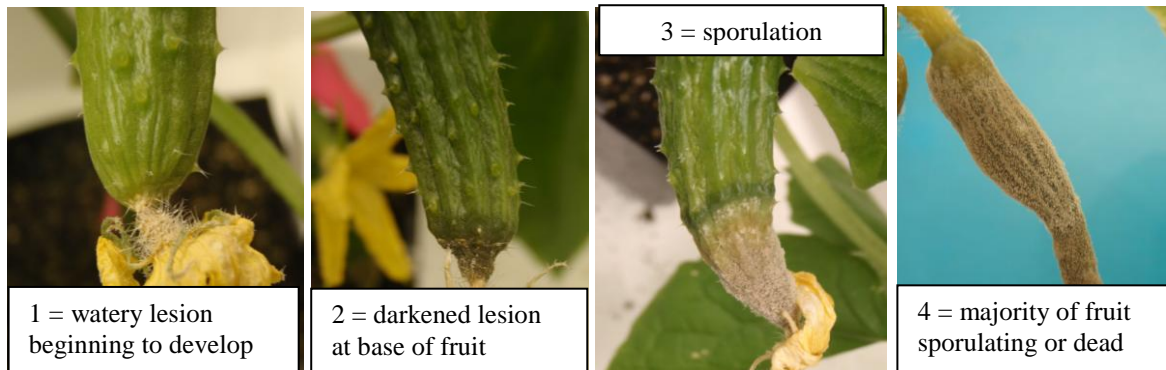 1 = watery lesion
beginning to develop
2 = darkened lesion
at base of fruit
3 = sporulation
4 = majority of fruit
sporulating or dead